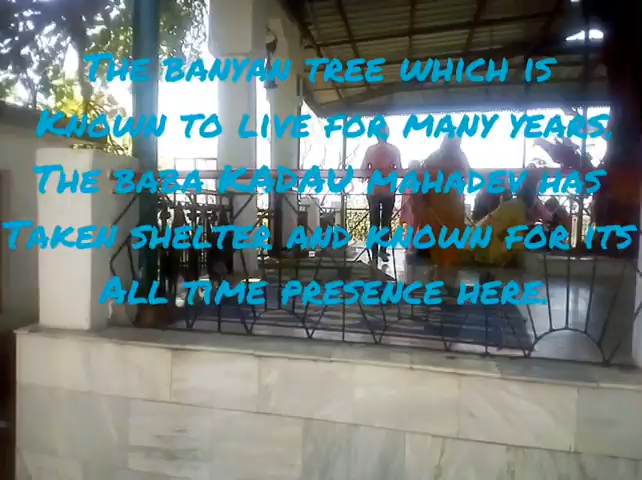 The banyan tree which is
Known to live for many years,
The baba KADAU mahadev has
Taken shelter and known for its
All time presence here.